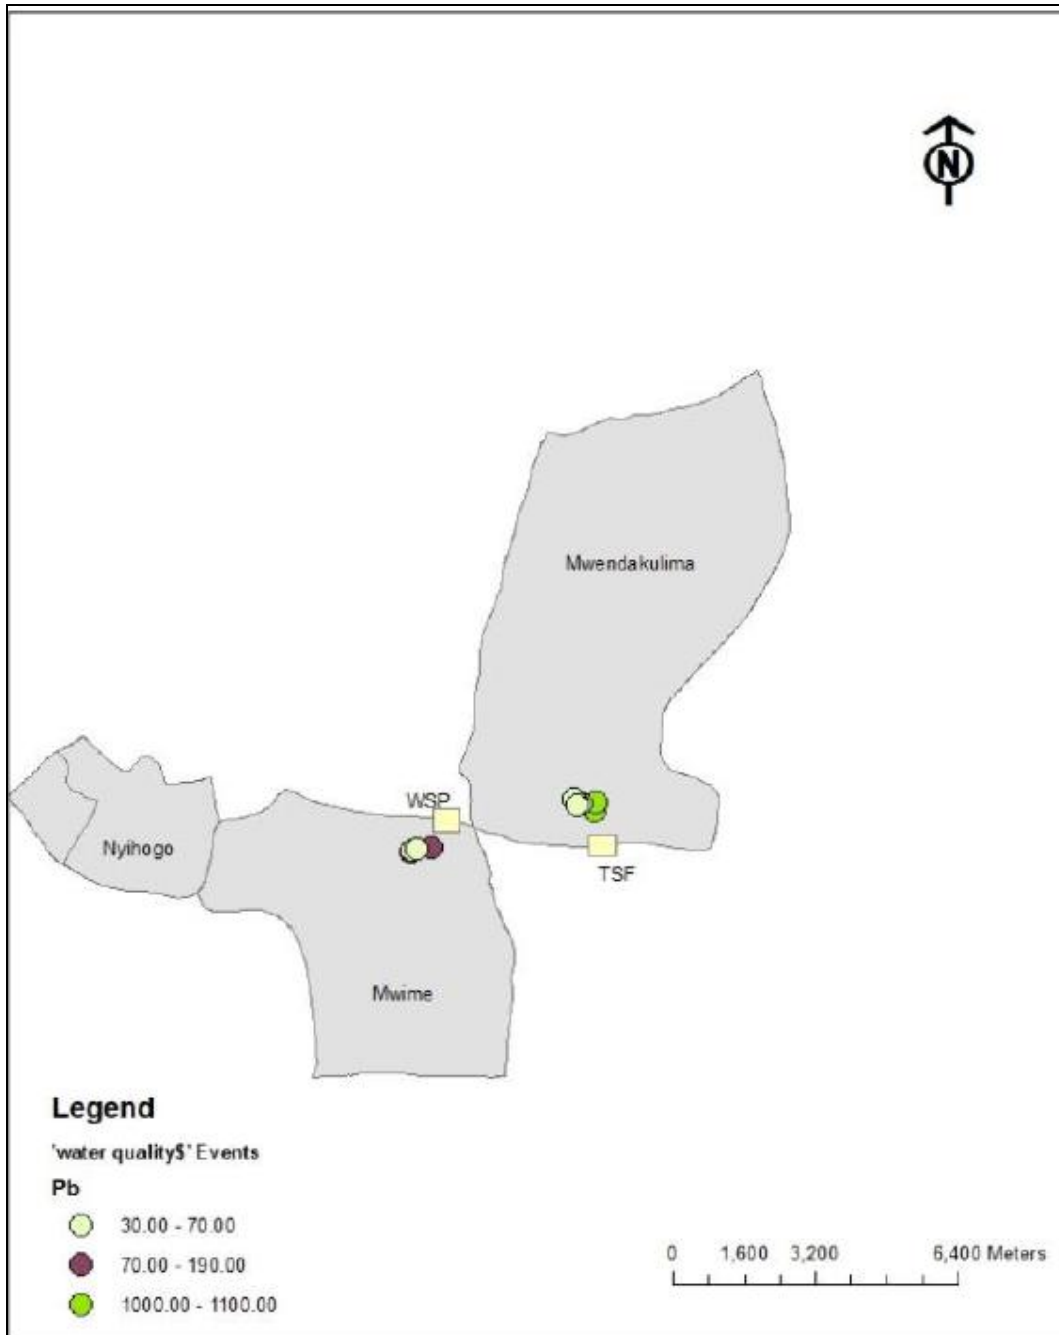 N
Mwendakulima
WSP
Nyihogo
TSF
Mwime
Legend
'water quality$' Events
Pb
30.00 - 70.00
70.00 - 190.00
1000.00 - 1100.00
0 1,600 3,200 6,400 Meters